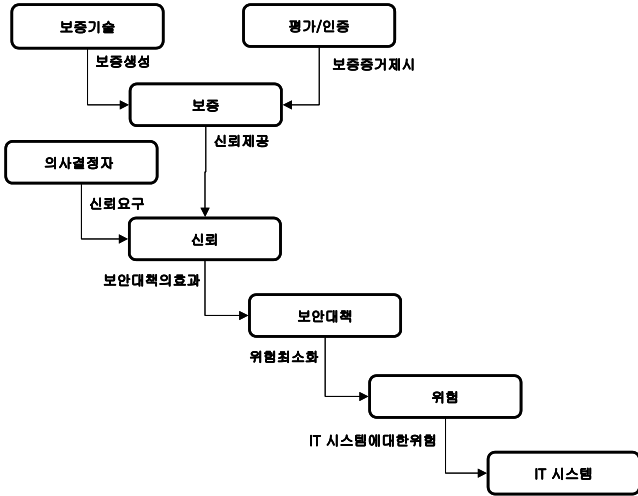 보증기술
평가/인증
보증생성
보증증거제시
보증
신뢰제공
의사결정자
신뢰요구
신뢰
보안대책의효과
보안대책
위험최소화
위험
IT 시스템에대한위험
IT 시스템